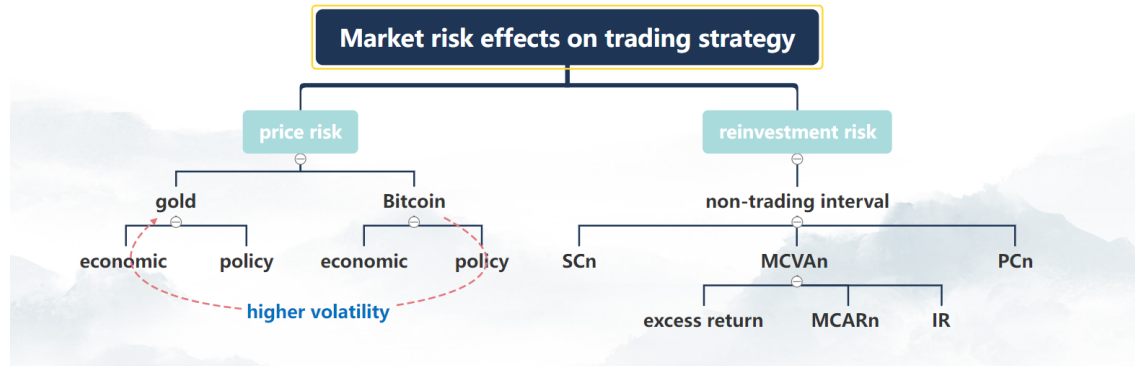 Market risk effects on trading strategy
price risk
reinvestment risk
gold
Bitcoin
non-trading interval
economic
policy
economic
policy
SCn
MCVAn
PCn
higher volatility
excess return
MCARn
IR